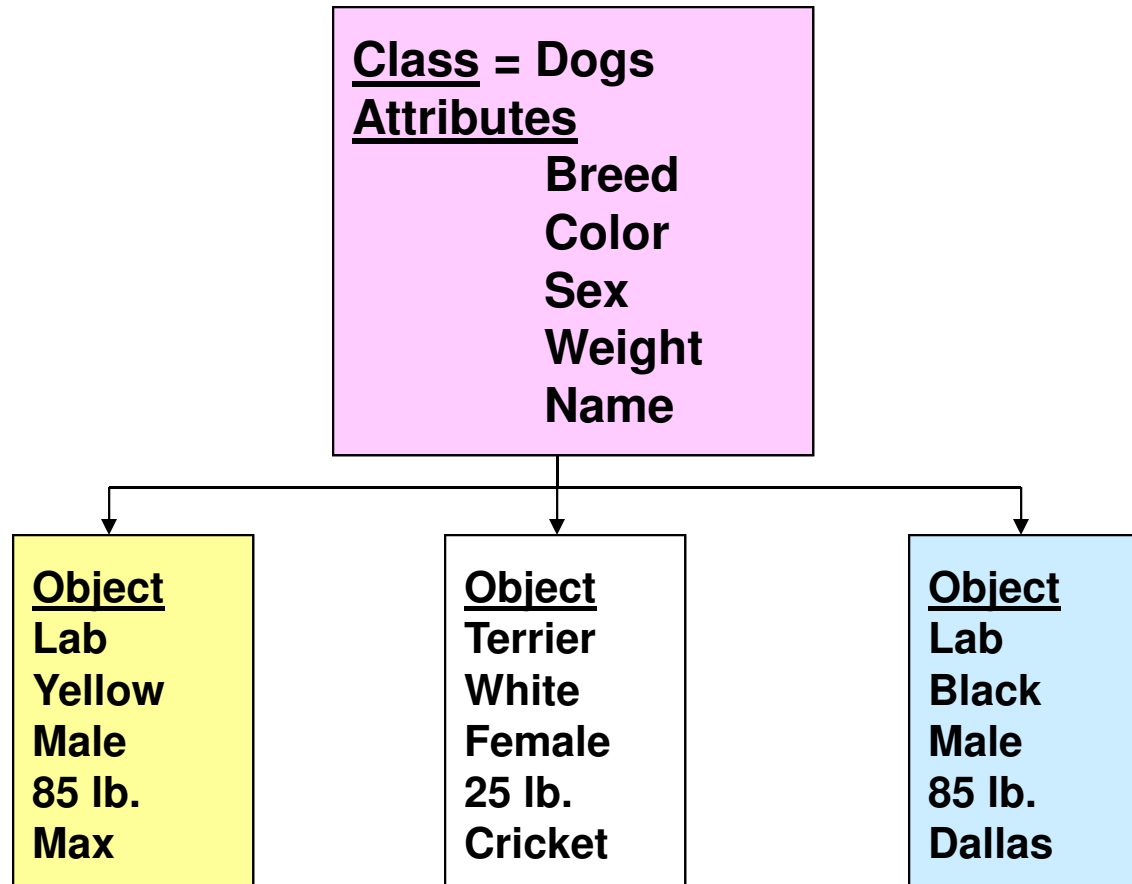 Class = Dogs
Attributes
Breed
Color
Sex
Weight
Name
Object
Lab
Yellow
Male
85 lb.
Max
Object
Terrier
White
Female
25 lb.
Cricket
Object
Lab
Black
Male
85 lb.
Dallas